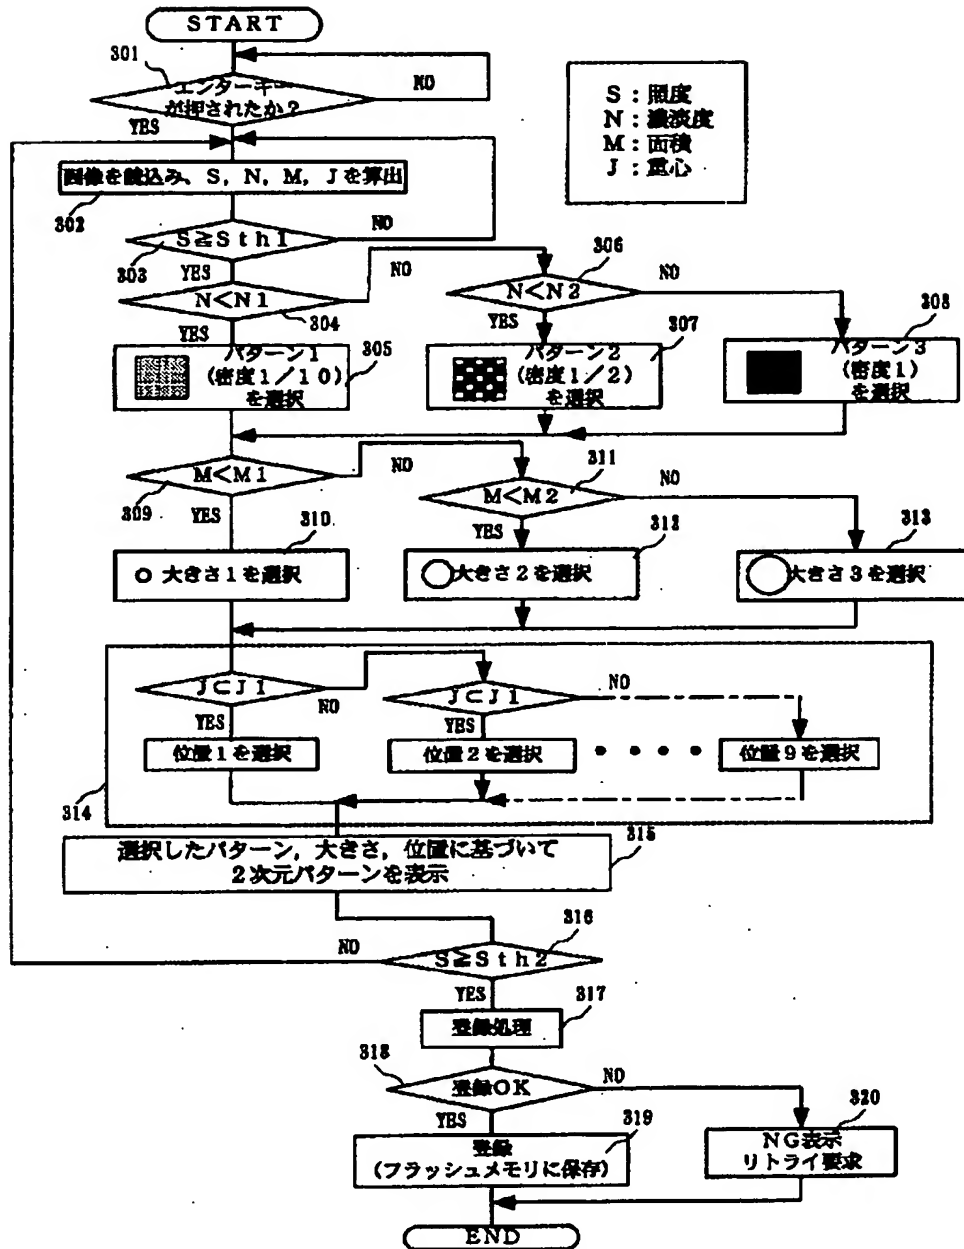 START
301
エンターキー
が押されたか？
NO
YES
S：照度
N：濃淡度
M：面積
J：重心
画像を読込み、S，N，M，Jを算出
302
S≧Sth1
NO
303
YES
N<N1
NO
304
YES
306
N<N2
NO
YES
パターン1
（密度1／10）
を選択
305
パターン2
（密度1／2）
を選択
307
パターン3
（密度1）
を選択
308
M<M1
NO
309
YES
311
M<M2
NO
YES
310
大きさ1を選択
312
大きさ2を選択
313
大きさ3を選択
J⊂J1
NO
YES
J⊂J1
NO
YES
位置1を選択
位置2を選択
・・・・
位置9を選択
314
315
選択したパターン，大きさ，位置に基づいて
2次元パターンを表示
316
S≧Sth2
NO
YES
317
登録処理
318
登録OK
NO
YES
319
登録
（フラッシュメモリに保存）
320
NG表示
リトライ要求
END